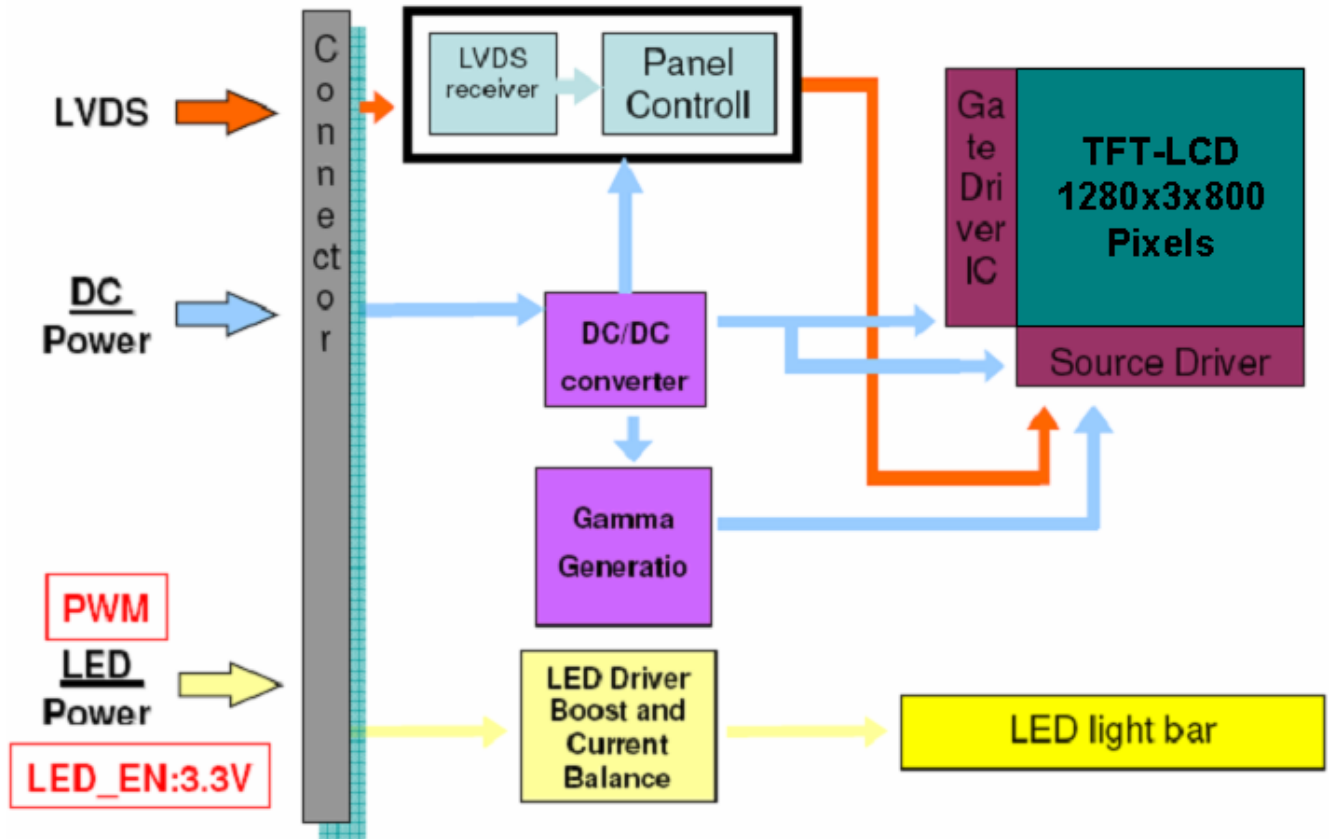 LVDS
DC
Power
PWM
LED
Power
LED_EN:3.3V
C
o
n
n
e
ct
o
r
LVDS
receiver
Panel
Controll
DC/DC
converter
Gamma
Generatio
LED Driver
Boost and
Current
Balance
Ga
te
Dri
ver
IC
TFT-LCD
1280x3x800
Pixels
Source Driver
LED light bar